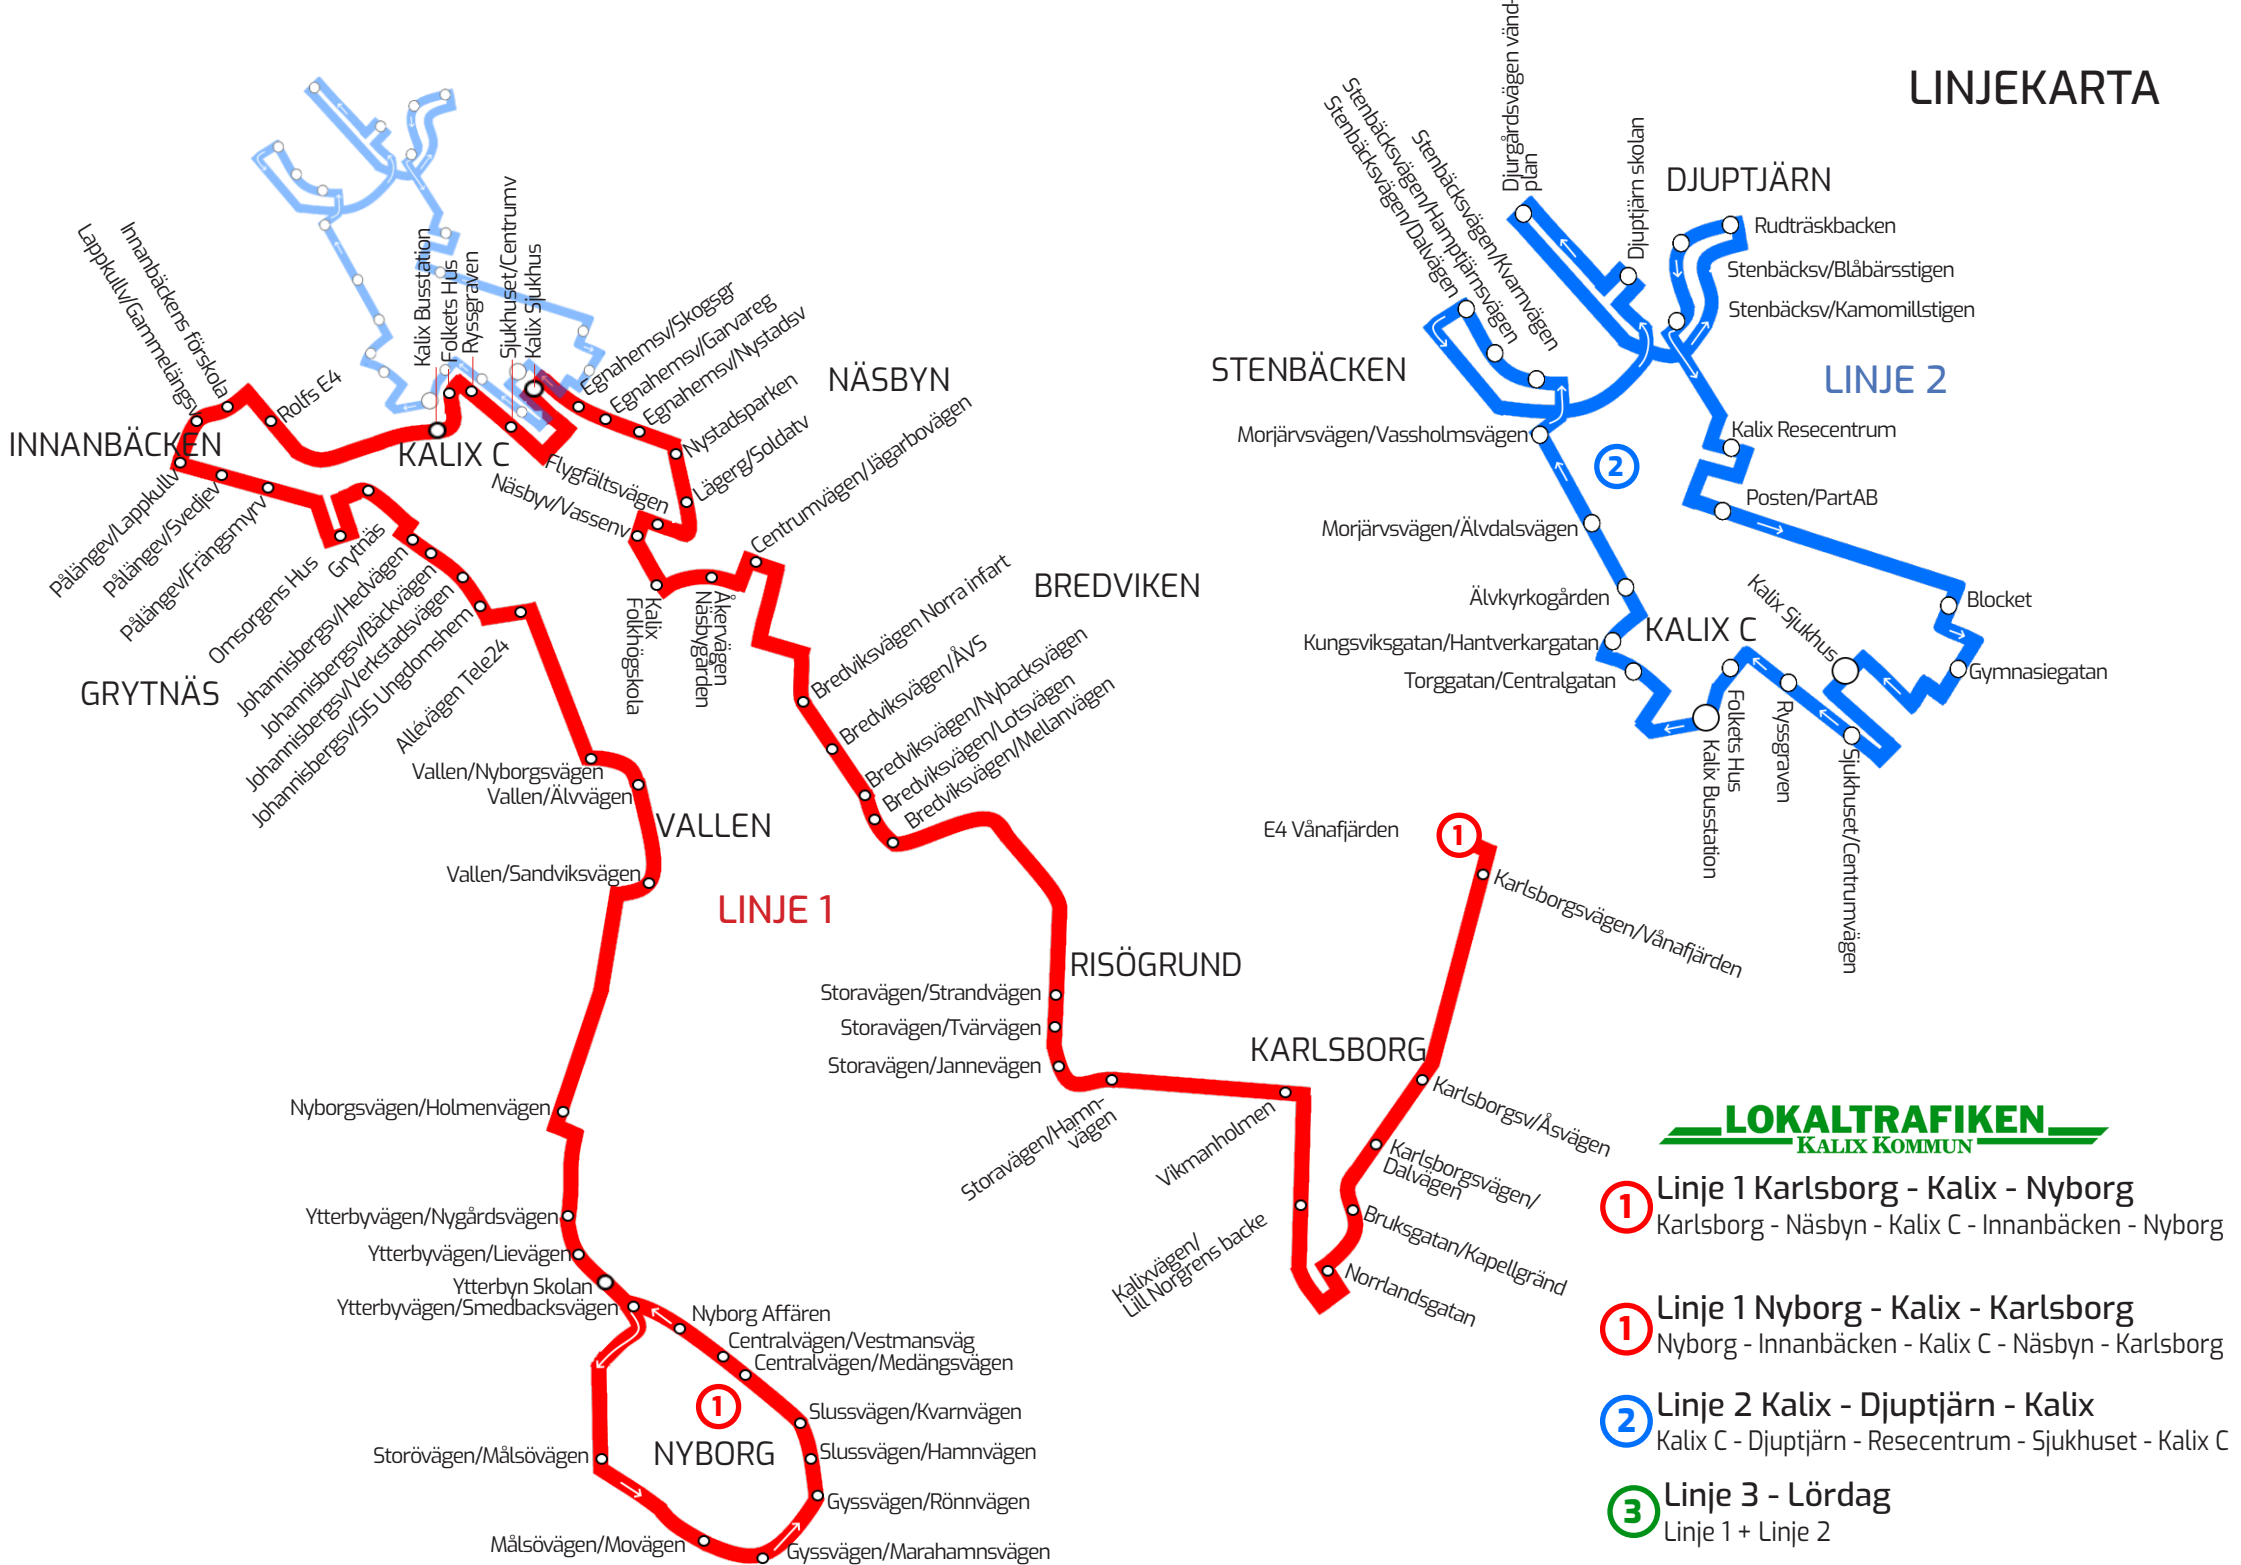 LINJEKARTA
Djurgårdsvägen vänd-
plan
Djuptjärn skolan
DJUPTJÄRN
Rudträskbacken
Stenbäcksv/Blåbärsstigen
Stenbäcksv/Kamomillstigen
Stenbäcksvägen/Kvarnvägen
Stenbäcksvägen/Hamptjärnsvägen
Stenbäcksvägen/Dalvägen
STENBÄCKEN
LINJE 2
Morjärvsvägen/Vassholmsvägen
2
Kalix Resecentrum
Posten/PartAB
Morjärvsvägen/Älvdalsvägen
Älvkyrkogården
Kungsviksgatan/Hantverkargatan
KALIX C
Torggatan/Centralgatan
Kalix Sjukhus
Blocket
Gymnasiegatan
Folkets Hus
Kalix Busstation
Ryssgraven
Sjukhuset/Centrumvägen
Innanbäckens förskola
Lappkullv/Gammelängsv
Rolfs E4
INNANBÄCKEN
Kalix Busstation
Folkets Hus
Ryssgraven
Sjukhuset/Centrumv
Kalix Sjukhus
KALIX C
Egnahemsv/Skogsgr
Egnahemsv/Garvareg
Egnahemsv/Nystadsv
NÄSBYN
Nystadsparken
Lägerg/Soldatv
Flygfältsvägen
Näsbyv/Vassenv
Kalix
Folkhögskola
Åkervägen
Näsbygården
Centrumvägen/Jägarbovägen
BREDVIKEN
Bredviksvägen Norra infart
Bredviksvägen/ÅVS
Bredviksvägen/Nybacksvägen
Bredviksvägen/Lotsvägen
Bredviksvägen/Mellanvägen
Pålängev/Lappkullv
Pålängev/Svedjev
Pålängev/Frängsmyrv
Omsorgens Hus
Grytnäs
GRYTNÄS
Johannisbergsv/Hedvägen
Johannisbergsv/Bäckvägen
Johannisbergsv/Verkstadsvägen
Johannisbergsv/SIS Ungdomshem
Allévägen Tele24
Vallen/Nyborgsvägen
Vallen/Älvvägen
VALLEN
Vallen/Sandviksvägen
LINJE 1
E4 Vånafjärden
1
Karlsborgsvägen/Vånafjärden
RISÖGRUND
Storavägen/Strandvägen
Storavägen/Tvärvägen
Storavägen/Jannevägen
Storavägen/Hamn-
vägen
KARLSBORG
Vikmanholmen
Karlsborgsv/Åsvägen
Karlsborgsvägen/
Dalvägen
Bruksgatan/Kapellgränd
Norrlandsgatan
Kalixvägen/
Lill Norgrens backe
Nyborgsvägen/Holmenvägen
Ytterbyvägen/Nygårdsvägen
Ytterbyvägen/Lievägen
Ytterbyn Skolan
Ytterbyvägen/Smedbacksvägen
Nyborg Affären
Centralvägen/Vestmansväg
Centralvägen/Medängsvägen
1
NYBORG
Slussvägen/Kvarnvägen
Slussvägen/Hamnvägen
Storövägen/Målsövägen
Gyssvägen/Rönnvägen
Målsövägen/Movägen
Gyssvägen/Marahamnsvägen
LOKALTRAFIKEN
KALIX KOMMUN
1 Linje 1 Karlsborg - Kalix - Nyborg
Karlsborg - Näsbyn - Kalix C - Innanbäcken - Nyborg
1 Linje 1 Nyborg - Kalix - Karlsborg
Nyborg - Innanbäcken - Kalix C - Näsbyn - Karlsborg
2 Linje 2 Kalix - Djuptjärn - Kalix
Kalix C - Djuptjärn - Resecentrum - Sjukhuset - Kalix C
3 Linje 3 - Lördag
Linje 1 + Linje 2